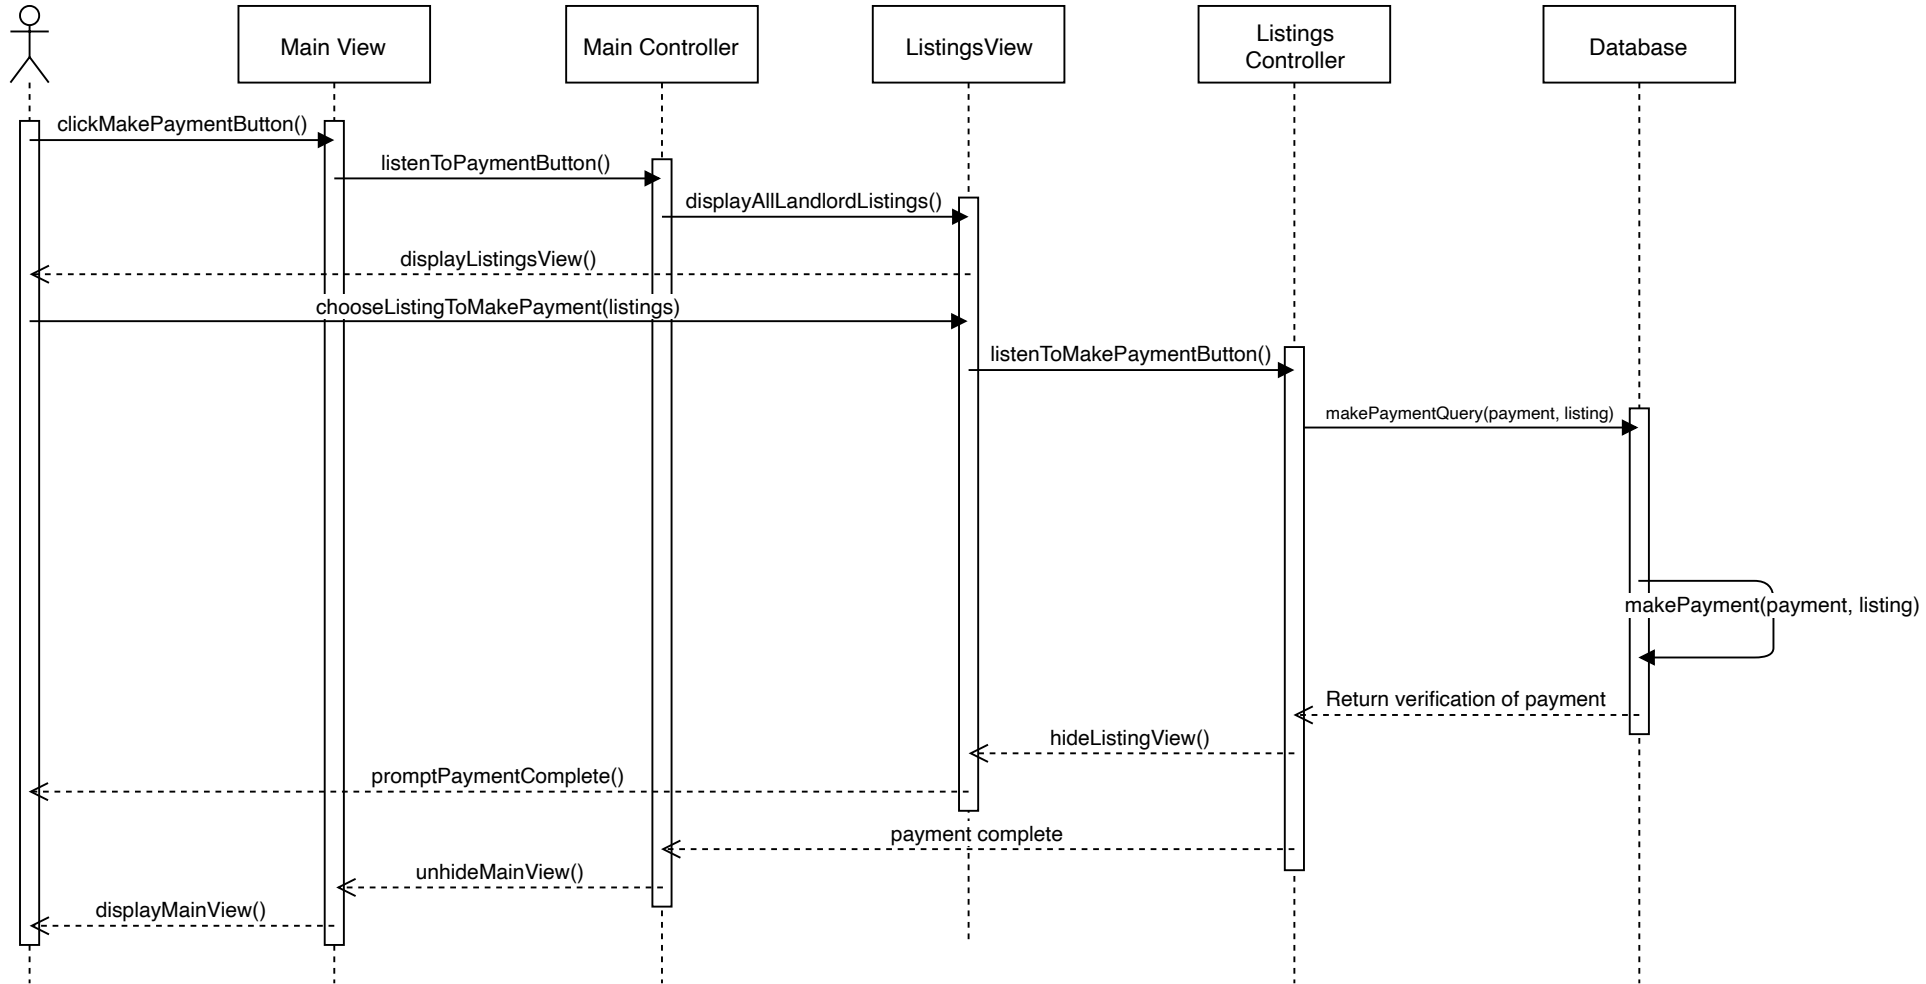 Main View
Main Controller
ListingsView
Listings
Controller
Database
clickMakePaymentButton()
listenToPaymentButton()
displayAllLandlordListings()
displayListingsView()
chooseListingToMakePayment(listings)
listenToMakePaymentButton()
makePaymentQuery(payment, listing)
makePayment(payment, listing)
Return verification of payment
hideListingView()
promptPaymentComplete()
payment complete
unhideMainView()
displayMainView()